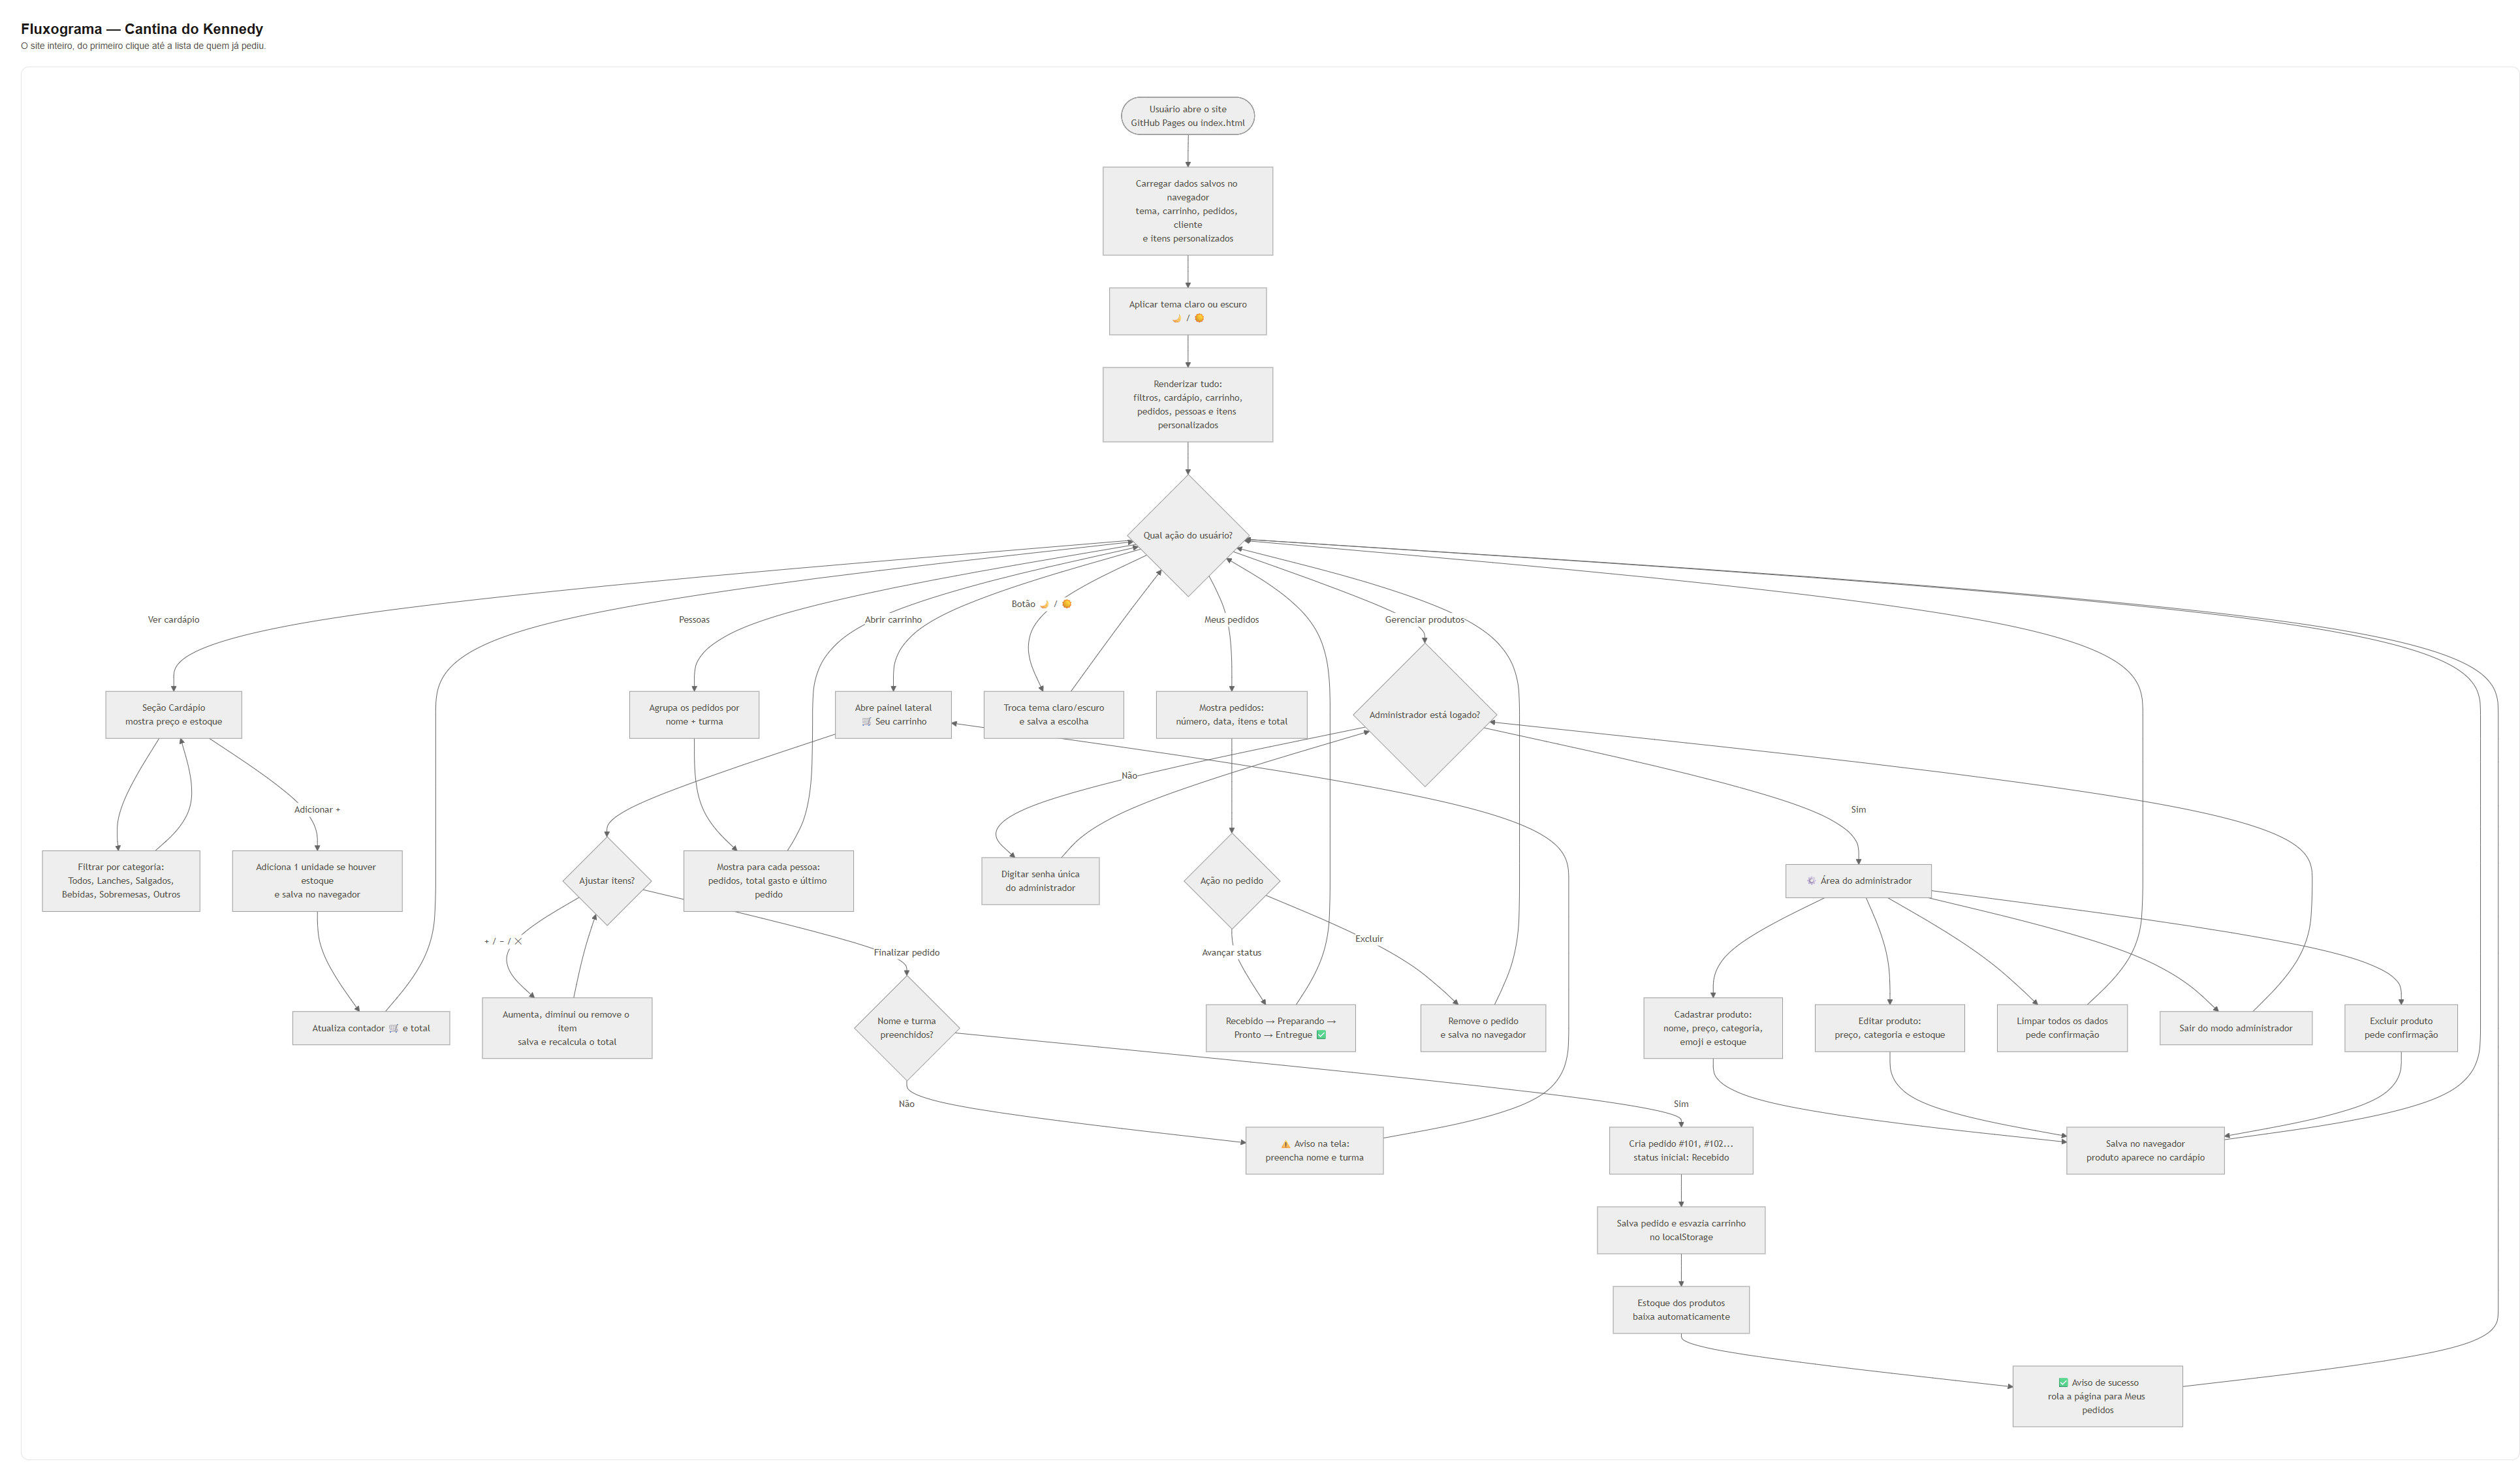 Fluxograma — Cantina do Kennedy
O site inteiro, do primeiro clique até a lista de quem já pediu.
Usuário abre o site
GitHub Pages ou index.html
Carregar dados salvos no
navegador
tema, carrinho, pedidos,
cliente
e itens personalizados
Aplicar tema claro ou escuro
🌙 / 🟡
Renderizar tudo:
filtros, cardápio, carrinho,
pedidos, pessoas e itens
personalizados
Qual ação do usuário?
Botão 🌙 / 🟡
Ver cardápio
Pessoas
Abrir carrinho
Meus pedidos
Gerenciar produtos
Seção Cardápio
mostra preço e estoque
Agrupa os pedidos por
nome + turma
Abre painel lateral
🛒 Seu carrinho
Troca tema claro/escuro
e salva a escolha
Mostra pedidos:
número, data, itens e total
Administrador está logado?
Não
Adicionar +
Sim
Filtrar por categoria:
Todos, Lanches, Salgados,
Bebidas, Sobremesas, Outros
Adiciona 1 unidade se houver
estoque
e salva no navegador
Ajustar itens?
Mostra para cada pessoa:
pedidos, total gasto e último
pedido
Digitar senha única
do administrador
Ação no pedido
⚙️ Área do administrador
+ / − / ✕
Finalizar pedido
Avançar status
Excluir
Atualiza contador 🛒 e total
Aumenta, diminui ou remove o
item
salva e recalcula o total
Nome e turma
preenchidos?
Recebido → Preparando →
Pronto → Entregue ✅
Remove o pedido
e salva no navegador
Cadastrar produto:
nome, preço, categoria,
emoji e estoque
Editar produto:
preço, categoria e estoque
Limpar todos os dados
pede confirmação
Sair do modo administrador
Excluir produto
pede confirmação
Não
Sim
⚠️ Aviso na tela:
preencha nome e turma
Cria pedido #101, #102...
status inicial: Recebido
Salva no navegador
produto aparece no cardápio
Salva pedido e esvazia carrinho
no localStorage
Estoque dos produtos
baixa automaticamente
✅ Aviso de sucesso
rola a página para Meus
pedidos